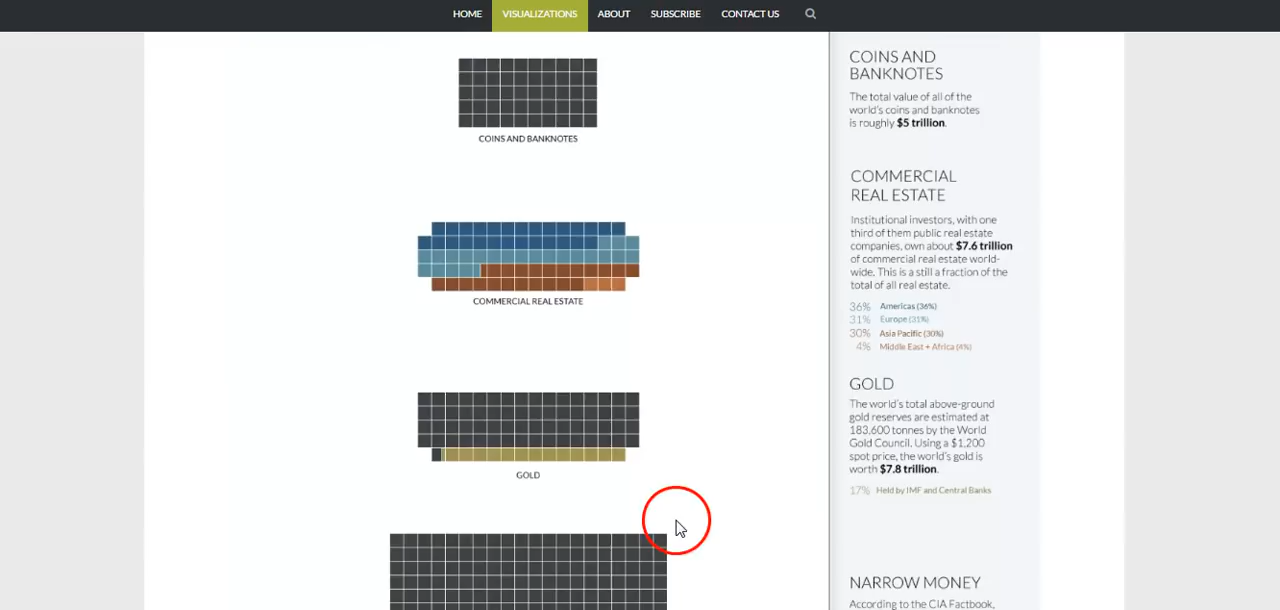 HOME VISUALIZATIONS ABOUT SUBSCRIBE CONTACT US
COINS AND BANKNOTES
COMMERCIAL REAL ESTATE
GOLD
COINS AND
BANKNOTES
The total value of all of the
world's coins and banknotes
is roughly $5 trillion.
COMMERCIAL
REAL ESTATE
Institutional investors, with one
third of them public real estate
companies, own about $7.6 trillion
of commercial real estate world-
wide. This is a still a fraction of the
total of all real estate.
36% Americas (36%)
31% Europe (31%)
30% Asia Pacific (30%)
4% Middle East + Africa (4%)
GOLD
The world's total above-ground
gold reserves are estimated at
183,600 tonnes by the World
Gold Council. Using a $1,200
spot price, the world's gold is
worth $7.8 trillion.
17% Held by IMF and Central Banks
NARROW MONEY
According to the CIA Factbook,